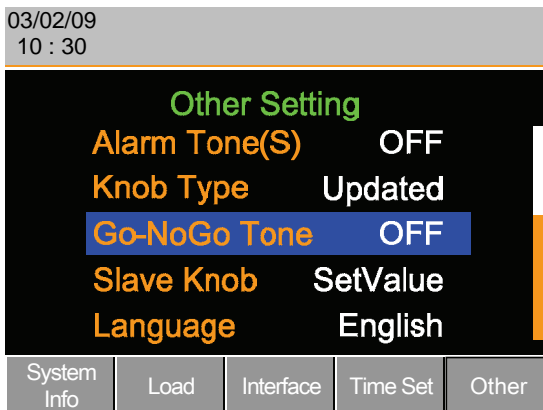 03/02/09
10 : 30
Other Setting
Alarm Tone(S) OFF
Knob Type Updated
Go-NoGo Tone OFF
Slave Knob SetValue
Language English
System Info Load Interface Time Set Other